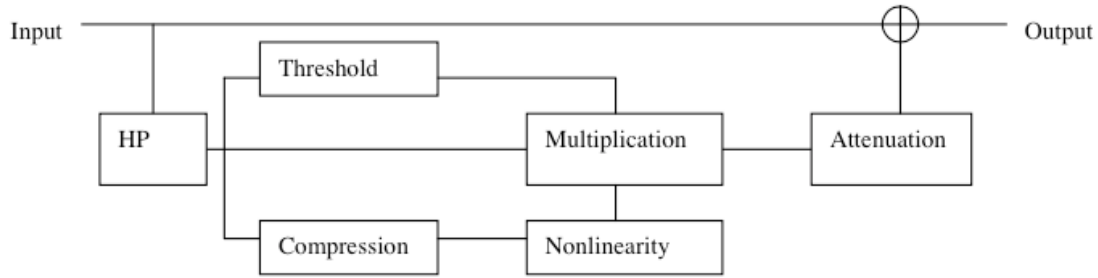 Input
Output
Threshold
HP
Multiplication
Attenuation
Compression
Nonlinearity